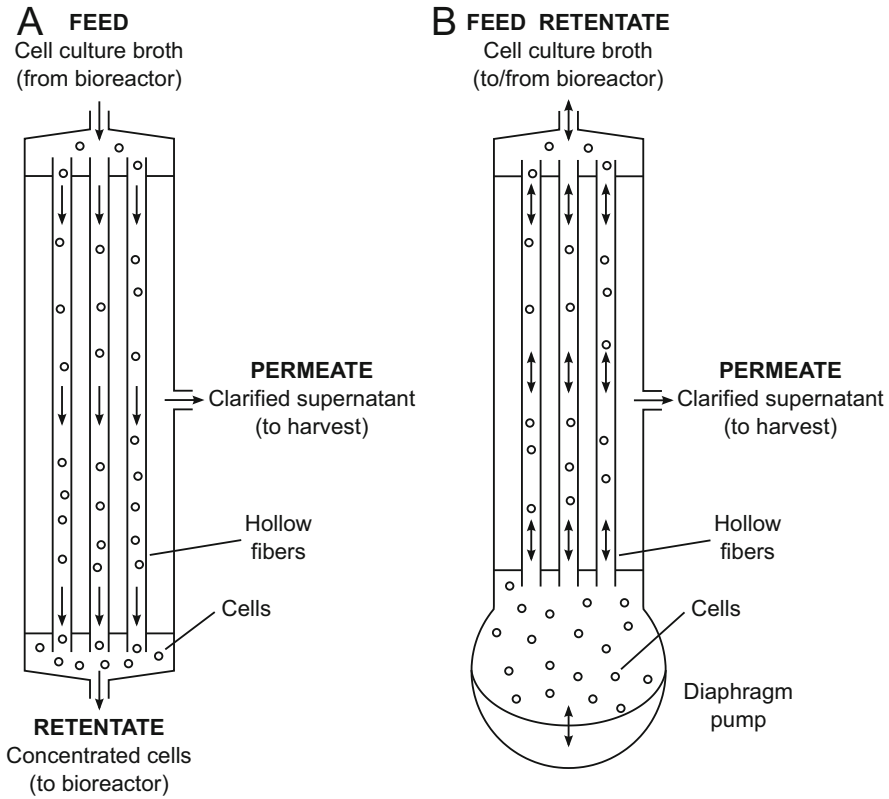 A
FEED
Cell culture broth
(from bioreactor)
PERMEATE
Clarified supernatant
(to harvest)
Hollow
fibers
Cells
RETENTATE
Concentrated cells
(to bioreactor)
B
FEED RETENTATE
Cell culture broth
(to/from bioreactor)
PERMEATE
Clarified supernatant
(to harvest)
Hollow
fibers
Cells
Diaphragm
pump